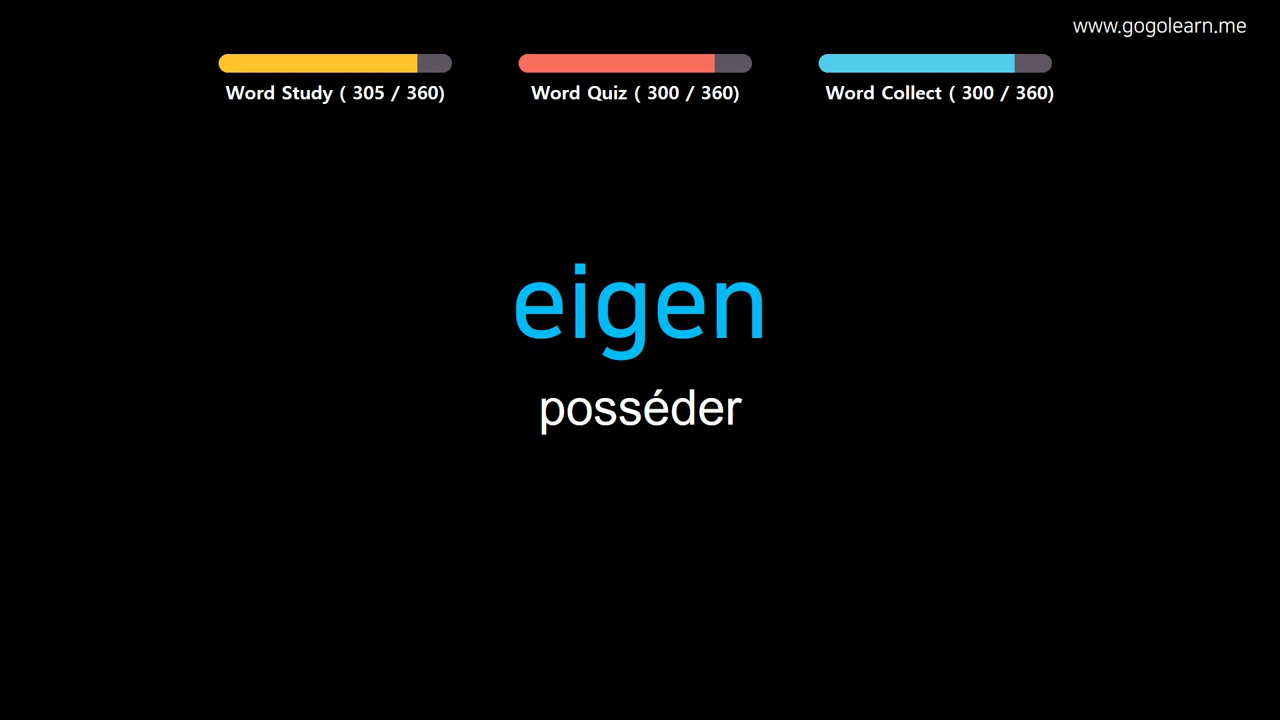 www.gogolearn.me
Word Study ( 305 / 360)
Word Quiz ( 300 / 360)
Word Collect ( 300 / 360)
eigen
posséder